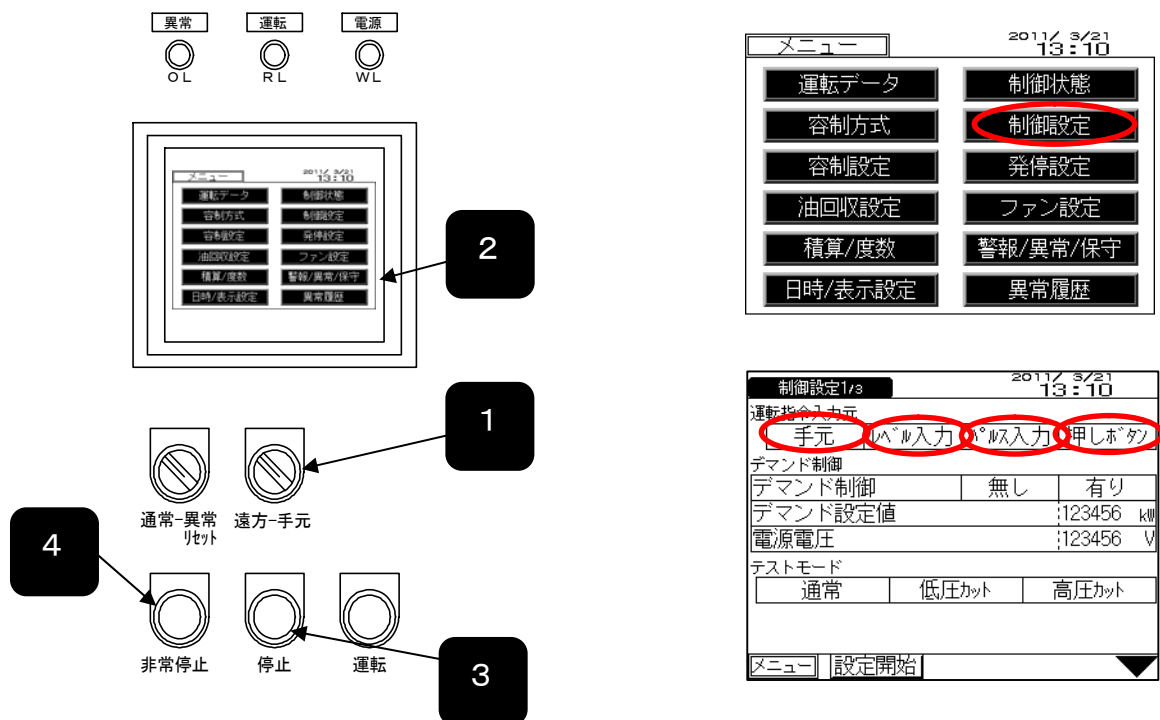 異常 運転 電源
OL RL WL
メニュー 2011/ 3/21
13:10
運転データ 制御状態
容制方式 制御設定
容制設定 発停設定
油回収設定 ファン設定
積算/度数 警報/異常/保守
日時/表示設定 異常履歴
2
1
通常-異常 遠方-手元
リセット
4
非常停止 停止 運転
3
メニュー 2011/ 3/21
13:10
運転データ 制御状態
容制方式 制御設定
容制設定 発停設定
油回収設定 ファン設定
積算/度数 警報/異常/保守
日時/表示設定 異常履歴
制御設定1/3 2011/ 3/21
13:10
運転指令入力元
手元 レベル入力 パルス入力 押しボタン
デマンド制御
デマンド制御 無し 有り
デマンド設定値 123456 kW
電源電圧 123456 V
テストモード
通常 低圧カット 高圧カット
メニュー 設定開始